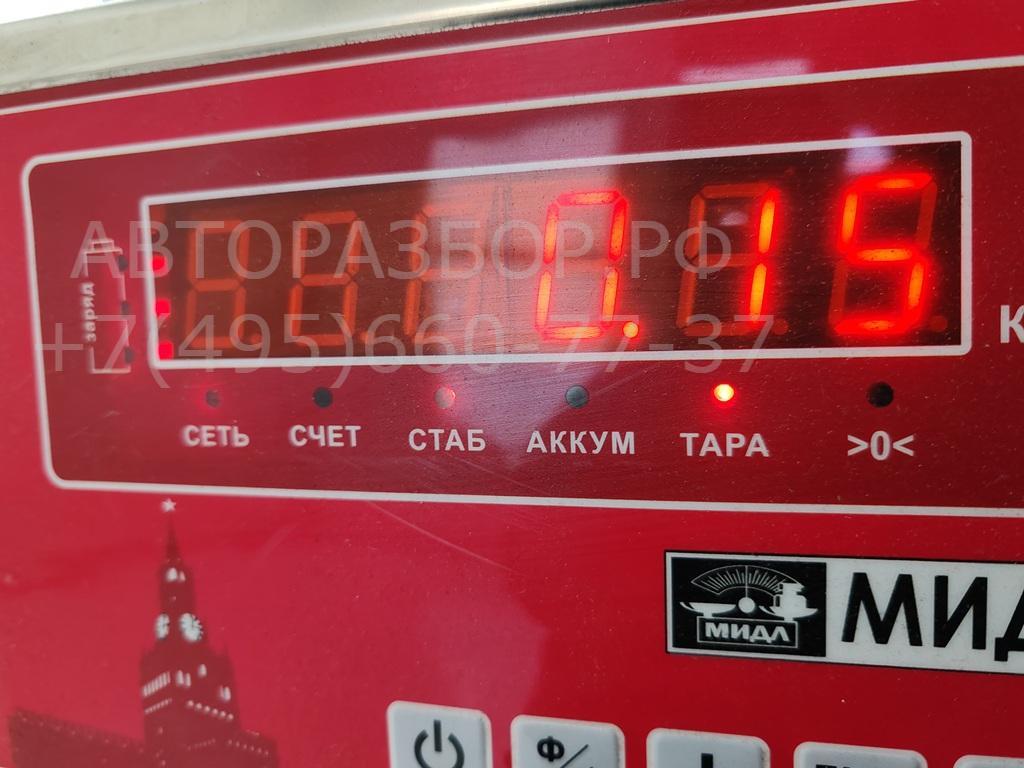 АВТОРАЗБОР.РФ
+7(495)660-77-37
заряд
0.15
К
СЕТЬ СЧЕТ СТАБ АККУМ ТАРА >0<
МИДЛ
МИД
Ф/